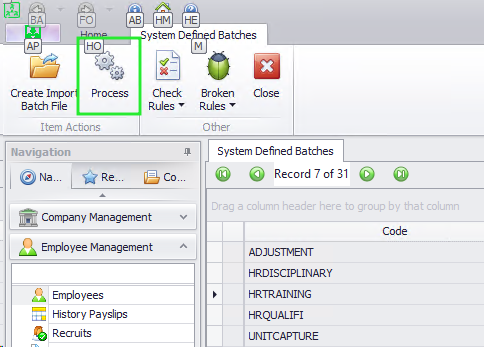 BA FO AB HM HE
AP Home System Defined Batches
HO M
Create Import Batch File
Process
Check Rules
Broken Rules
Close
Item Actions
Other
Navigation
Na... Re... Co...
Company Management
Employee Management
Employees
History Payslips
Recruits
System Defined Batches
Record 7 of 31
Drag a column header here to group by that column
Code
ADJUSTMENT
HRDISCIPLINARY
HRTRAINING
HRQUALIFI
UNITCAPTURE